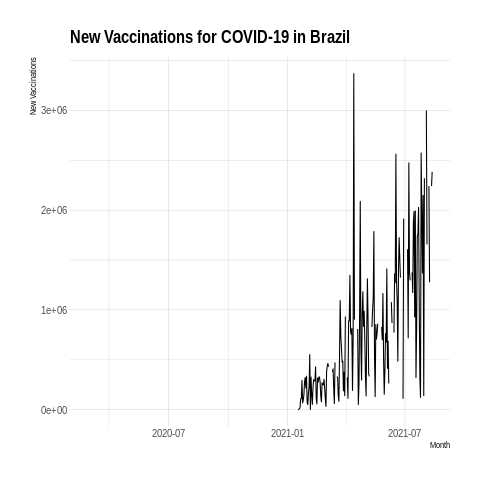 New Vaccinations for COVID-19 in Brazil
New Vaccinations
3e+06
2e+06
1e+06
0e+00
2020-07
2021-01
2021-07
Month